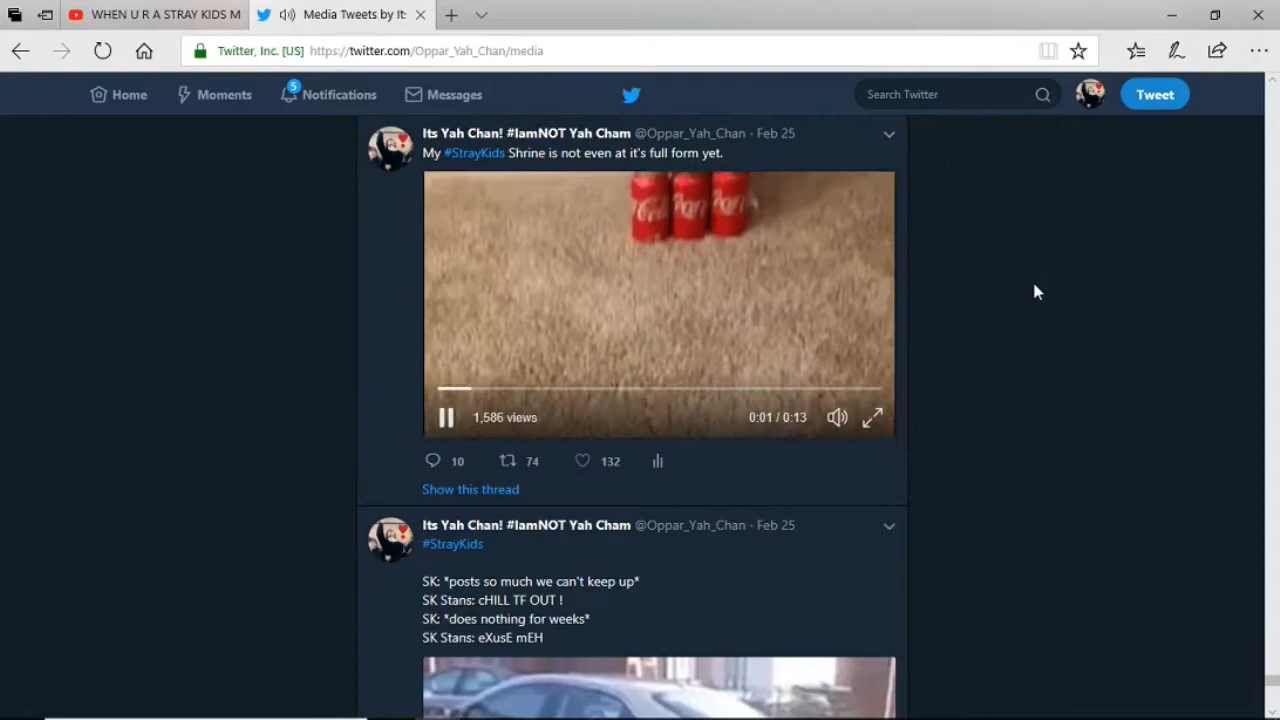 WHEN U R A STRAY KIDS M
Media Tweets by It:
Twitter, Inc. [US] https://twitter.com/Oppar_Yah_Chan/media
Home
Moments
5
Notifications
Messages
Search Twitter
Tweet
Its Yah Chan! #IamNOT Yah Cham @Oppar_Yah_Chan · Feb 25
My #StrayKids Shrine is not even at it's full form yet.
1,586 views
0:01 / 0:13
10
74
132
Show this thread
Its Yah Chan! #IamNOT Yah Cham @Oppar_Yah_Chan · Feb 25
#StrayKids
SK: *posts so much we can't keep up*
SK Stans: cHILL TF OUT !
SK: *does nothing for weeks*
SK Stans: eXusE mEH